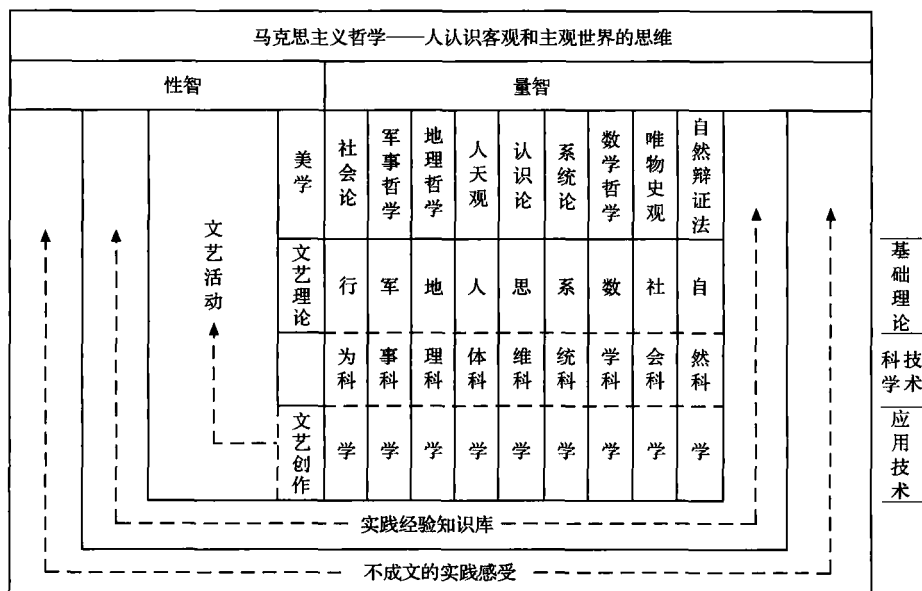 马克思主义哲学——人认识客观和主观世界的思维
性智
量智
文艺活动
美学
社会论
军事哲学
地理哲学
人天观
认识论
系统论
数学哲学
唯物史观
自然辩证法
文艺理论
文艺创作
行为科学
军事科学
地理科学
人体科学
思维科学
系统科学
数学科学
社会科学
自然科学
基础理论
技术科学
应用技术
实践经验知识库
不成文的实践感受